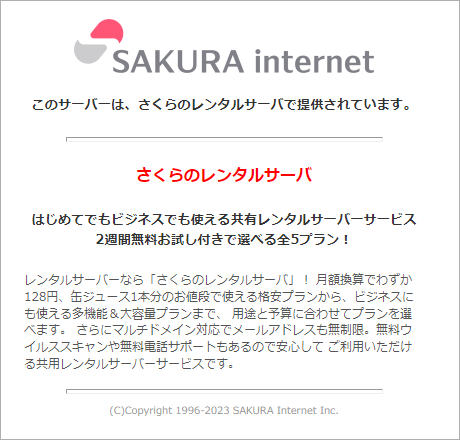 SAKURA internet
このサーバーは、さくらのレンタルサーバで提供されています。
さくらのレンタルサーバ
はじめてでもビジネスでも使える共有レンタルサーバーサービス
2週間無料お試し付きで選べる全5プラン！
レンタルサーバーなら「さくらのレンタルサーバ」！ 月額換算でわずか
128円、缶ジュース1本分のお値段で使える格安プランから、ビジネスに
も使える多機能＆大容量プランまで、 用途と予算に合わせてプランを選
べます。 さらにマルチドメイン対応でメールアドレスも無制限。無料ウ
イルススキャンや無料電話サポートもあるので安心して ご利用いただけ
る共用レンタルサーバーサービスです。
(C)Copyright 1996-2023 SAKURA Internet Inc.